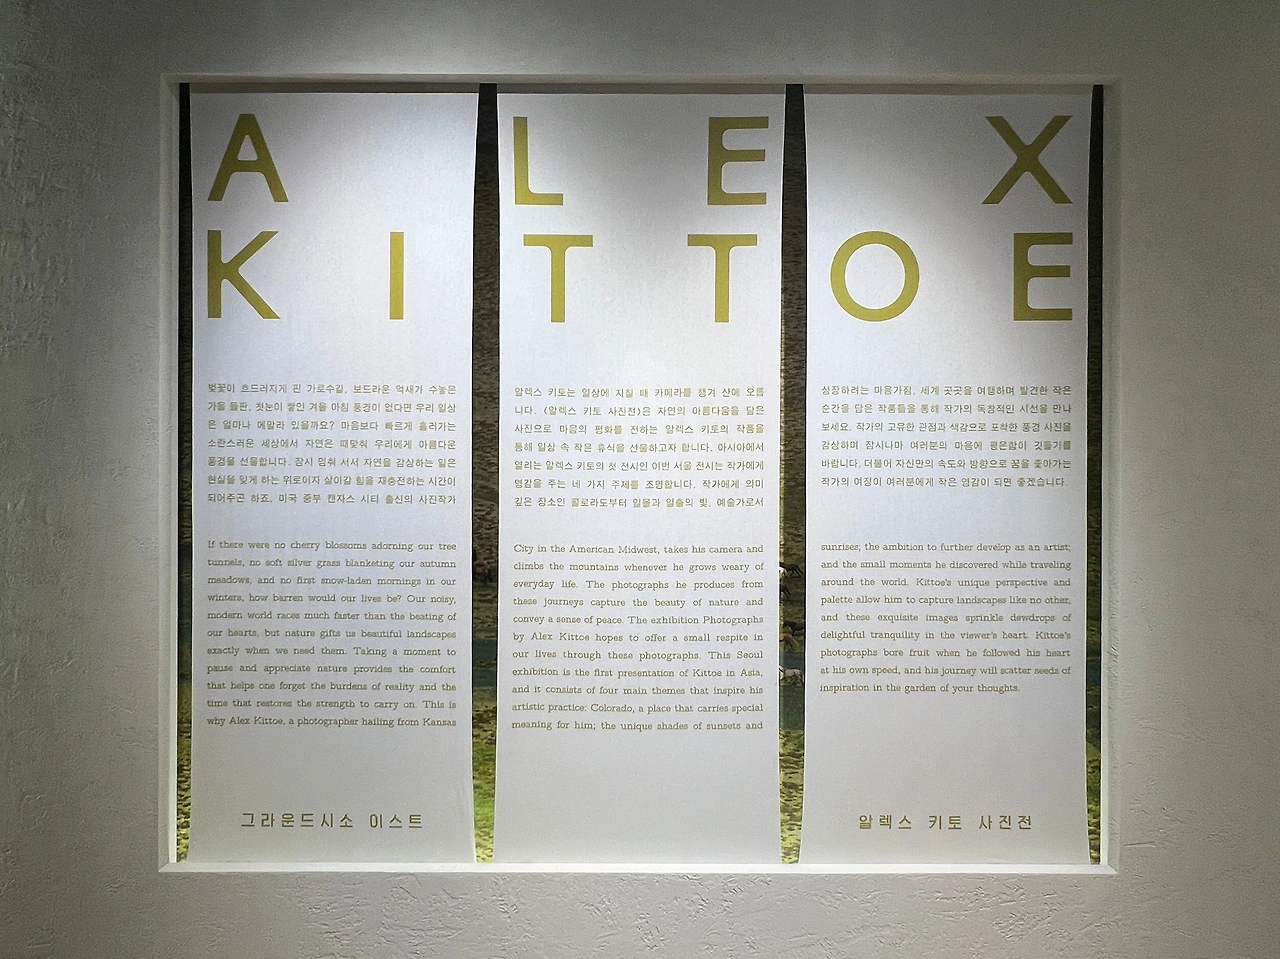 ALEX
KITTOE
벚꽃이 흐드러지게 핀 가로수길, 보드라운 억새가 수놓은
가을 들판, 첫눈이 쌓인 겨울 아침 풍경이 없다면 우리 일상
은 얼마나 메말라 있을까요? 마음보다 빠르게 흘러가는
소란스러운 세상에서 자연은 때맞춰 우리에게 아름다운
풍경을 선물합니다. 잠시 멈춰 서서 자연을 감상하는 일은
현실을 잊게 하는 위로이자 살아갈 힘을 재충전하는 시간이
되어주곤 하죠. 미국 중부 캔자스 시티 출신의 사진작가
알렉스 키토는 일상에 지칠 때 카메라를 챙겨 산에 오릅
니다. 〈알렉스 키토 사진전〉은 자연의 아름다움을 담은
사진으로 마음의 평화를 전하는 알렉스 키토의 작품을
통해 일상 속 작은 휴식을 선물하고자 합니다. 아시아에서
열리는 알렉스 키토의 첫 전시인 이번 서울 전시는 작가에게
영감을 주는 네 가지 주제를 조명합니다. 작가에게 의미
깊은 장소인 콜로라도부터 일몰과 일출의 빛, 예술가로서
성장하려는 마음가짐, 세계 곳곳을 여행하며 발견한 작은
순간을 담은 작품들을 통해 작가의 독창적인 시선을 만나
보세요. 작가의 고유한 관점과 색감으로 포착한 풍경 사진을
감상하며 잠시나마 여러분의 마음에 평온함이 깃들기를
바랍니다. 더불어 자신만의 속도와 방향으로 꿈을 좇아가는
작가의 여정이 여러분에게 작은 영감이 되면 좋겠습니다.
If there were no cherry blossoms adorning our tree
tunnels, no soft silver grass blanketing our autumn
meadows, and no first snow-laden mornings in our
winters, how barren would our lives be? Our noisy,
modern world races much faster than the beating of
our hearts, but nature gifts us beautiful landscapes
exactly when we need them. Taking a moment to
pause and appreciate nature provides the comfort
that helps one forget the burdens of reality and the
time that restores the strength to carry on. This is
why Alex Kittoe, a photographer hailing from Kansas
City in the American Midwest, takes his camera and
climbs the mountains whenever he grows weary of
everyday life. The photographs he produces from
these journeys capture the beauty of nature and
convey a sense of peace. The exhibition Photographs
by Alex Kittoe hopes to offer a small respite in
our lives through these photographs. This Seoul
exhibition is the first presentation of Kittoe in Asia,
and it consists of four main themes that inspire his
artistic practice: Colorado, a place that carries special
meaning for him; the unique shades of sunsets and
sunrises; the ambition to further develop as an artist;
and the small moments he discovered while traveling
around the world. Kittoe's unique perspective and
palette allow him to capture landscapes like no other,
and these exquisite images sprinkle dewdrops of
delightful tranquility in the viewer's heart. Kittoe's
photographs bore fruit when he followed his heart
at his own speed, and his journey will scatter seeds of
inspiration in the garden of your thoughts.
그라운드시소 이스트
알렉스 키토 사진전